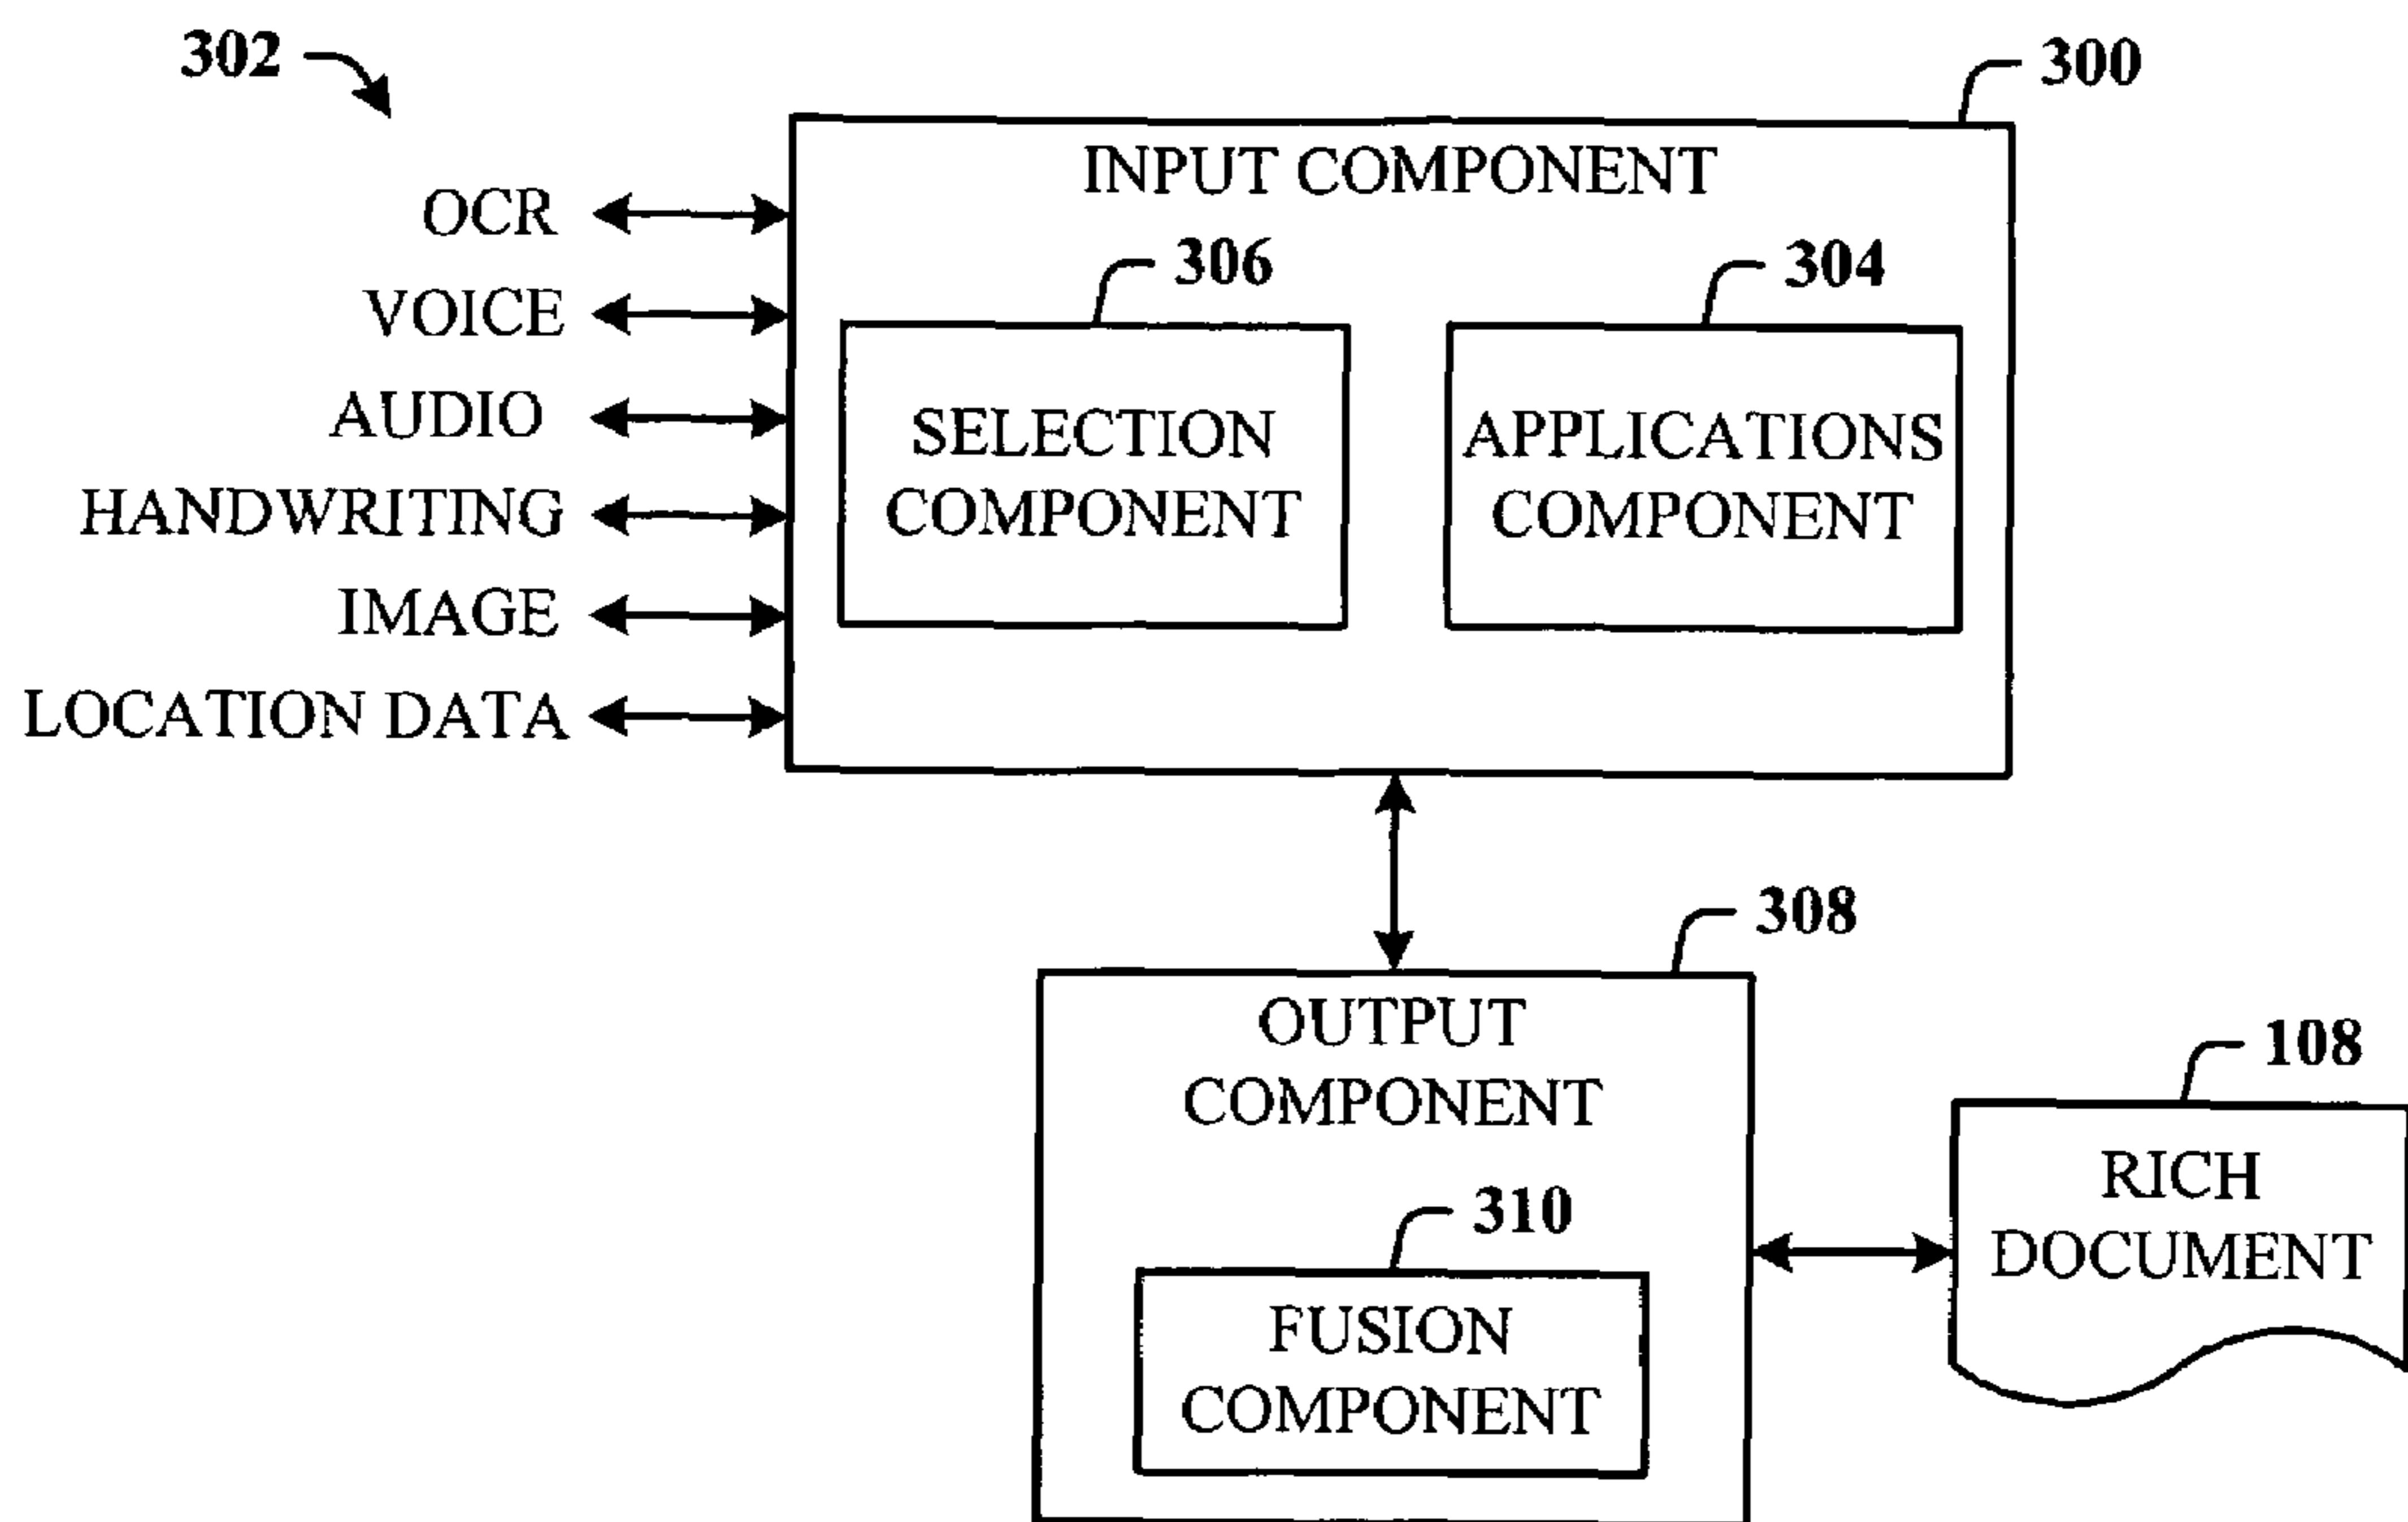 302
300
INPUT COMPONENT
OCR
VOICE
AUDIO
HANDWRITING
IMAGE
LOCATION DATA
306
SELECTION
COMPONENT
304
APPLICATIONS
COMPONENT
308
OUTPUT
COMPONENT
310
FUSION
COMPONENT
108
RICH
DOCUMENT